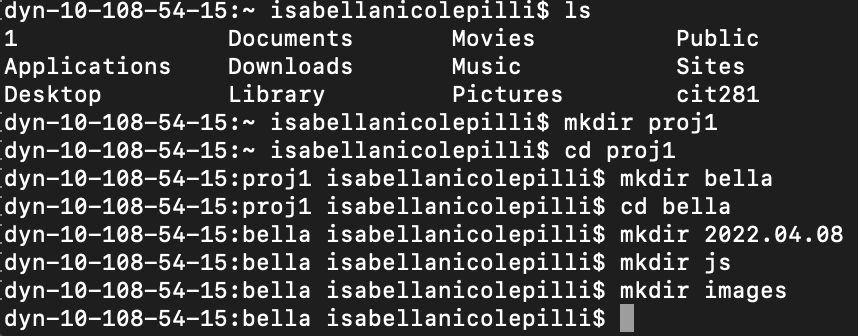 dyn-10-108-54-15:~ isabellanicolepilli$ ls
1 Documents Movies Public
Applications Downloads Music Sites
Desktop Library Pictures cit281
[dyn-10-108-54-15:~ isabellanicolepilli$ mkdir proj1
[dyn-10-108-54-15:~ isabellanicolepilli$ cd proj1
[dyn-10-108-54-15:proj1 isabellanicolepilli$ mkdir bella
[dyn-10-108-54-15:proj1 isabellanicolepilli$ cd bella
[dyn-10-108-54-15:bella isabellanicolepilli$ mkdir 2022.04.08
[dyn-10-108-54-15:bella isabellanicolepilli$ mkdir js
[dyn-10-108-54-15:bella isabellanicolepilli$ mkdir images
dyn-10-108-54-15:bella isabellanicolepilli$